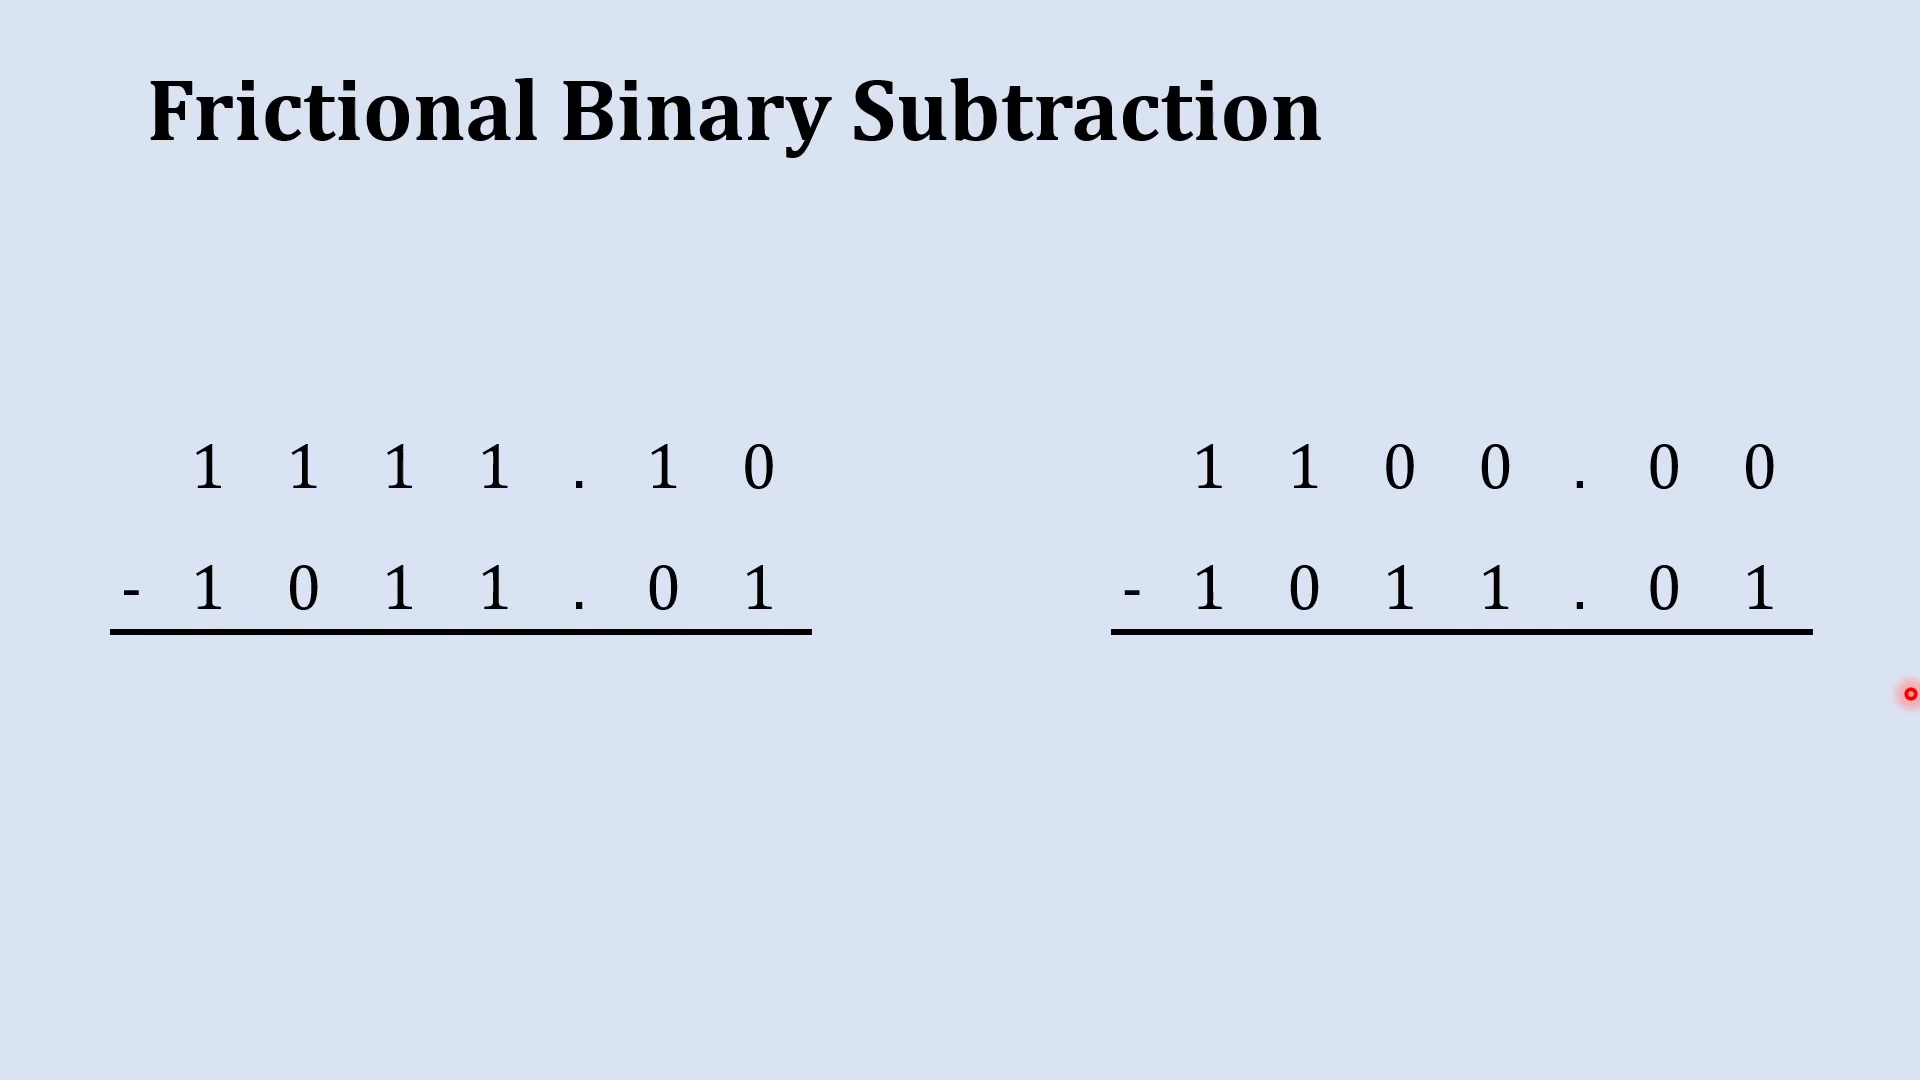 Frictional Binary Subtraction
1 1 1 1 . 1 0
- 1 0 1 1 . 0 1
1 1 0 0 . 0 0
- 1 0 1 1 . 0 1